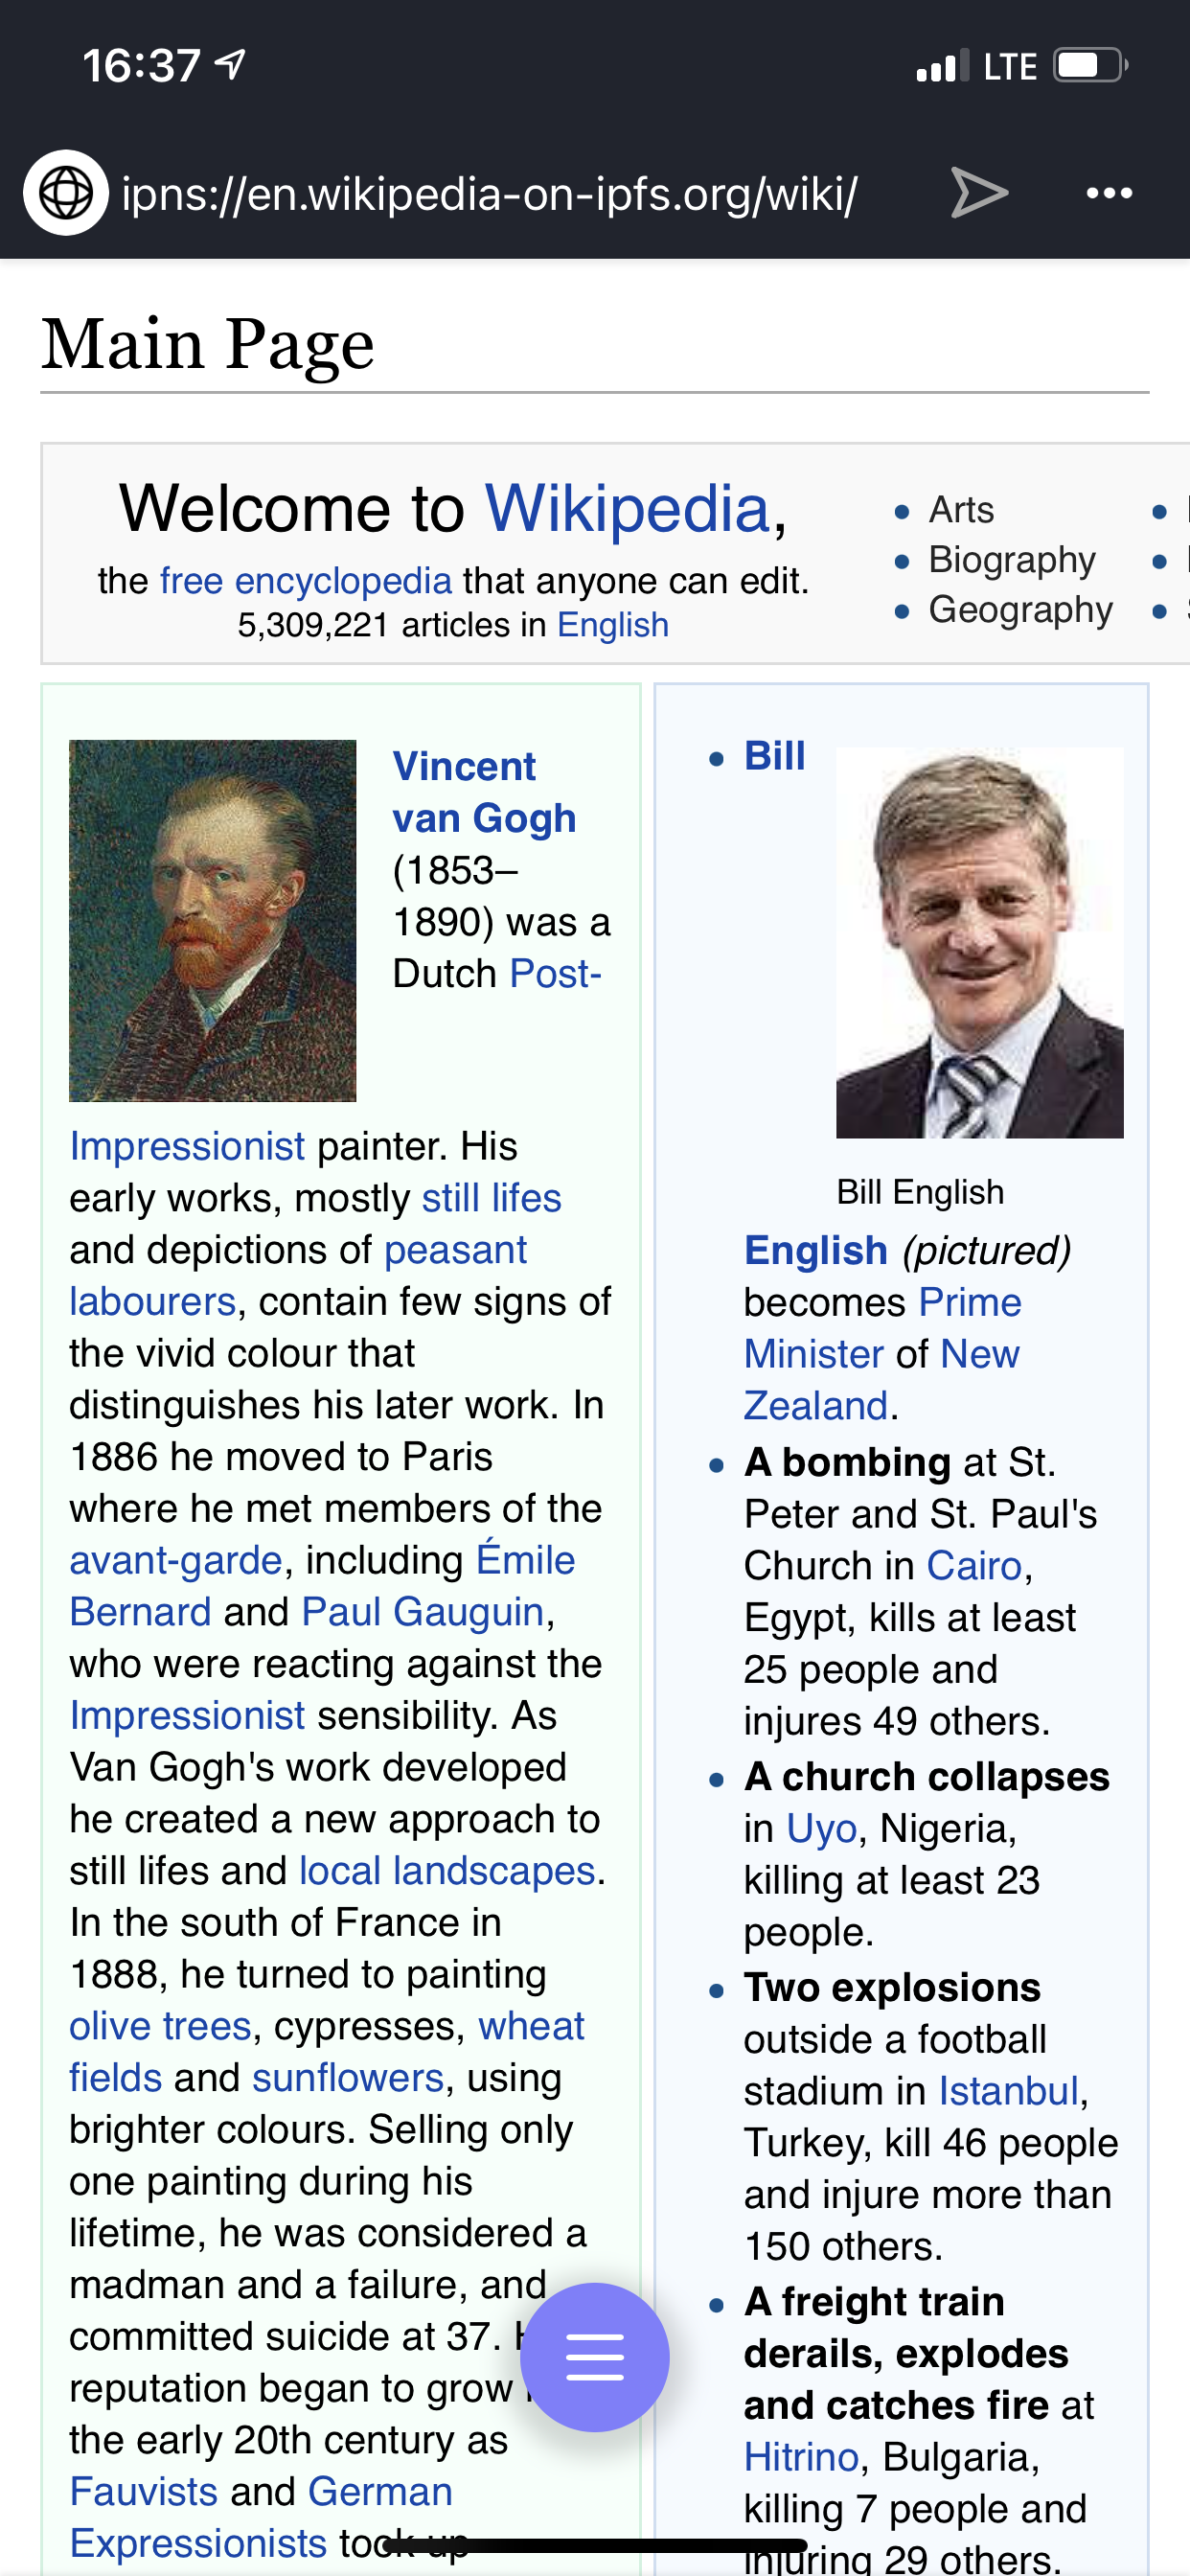 16:37
LTE
ipns://en.wikipedia-on-ipfs.org/wiki/
Main Page
Welcome to Wikipedia,
the free encyclopedia that anyone can edit.
5,309,221 articles in English
Arts
Biography
Geography
Vincent
van Gogh
(1853–
1890) was a
Dutch Post-
Impressionist painter. His
early works, mostly still lifes
and depictions of peasant
labourers, contain few signs of
the vivid colour that
distinguishes his later work. In
1886 he moved to Paris
where he met members of the
avant-garde, including Émile
Bernard and Paul Gauguin,
who were reacting against the
Impressionist sensibility. As
Van Gogh's work developed
he created a new approach to
still lifes and local landscapes.
In the south of France in
1888, he turned to painting
olive trees, cypresses, wheat
fields and sunflowers, using
brighter colours. Selling only
one painting during his
lifetime, he was considered a
madman and a failure, and
committed suicide at 37.
reputation began to grow
the early 20th century as
Fauvists and German
Expressionists took up
Bill
Bill English
English (pictured)
becomes Prime
Minister of New
Zealand.
A bombing at St.
Peter and St. Paul's
Church in Cairo,
Egypt, kills at least
25 people and
injures 49 others.
A church collapses
in Uyo, Nigeria,
killing at least 23
people.
Two explosions
outside a football
stadium in Istanbul,
Turkey, kill 46 people
and injure more than
150 others.
A freight train
derails, explodes
and catches fire at
Hitrino, Bulgaria,
killing 7 people and
injuring 29 others.